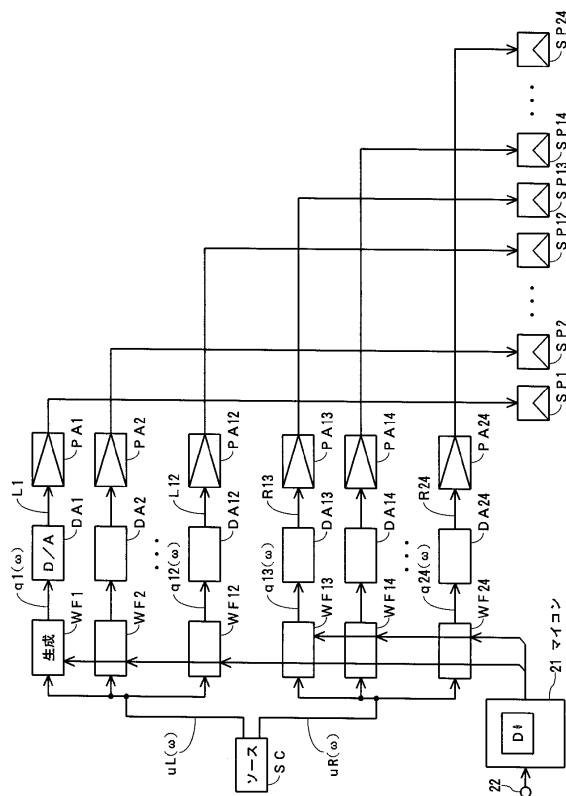 ソース
SC
uL(ω)
uR(ω)
生成
WF1
WF2
WF12
WF13
WF14
WF24
q1(ω)
q12(ω)
q13(ω)
q24(ω)
D/A
DA1
DA2
DA12
DA13
DA14
DA24
...
...
L1
L12
R13
R24
PA1
PA2
PA12
PA13
PA14
PA24
SP1
SP2
...
SP12
SP13
SP14
...
SP24
21 マイコン
22